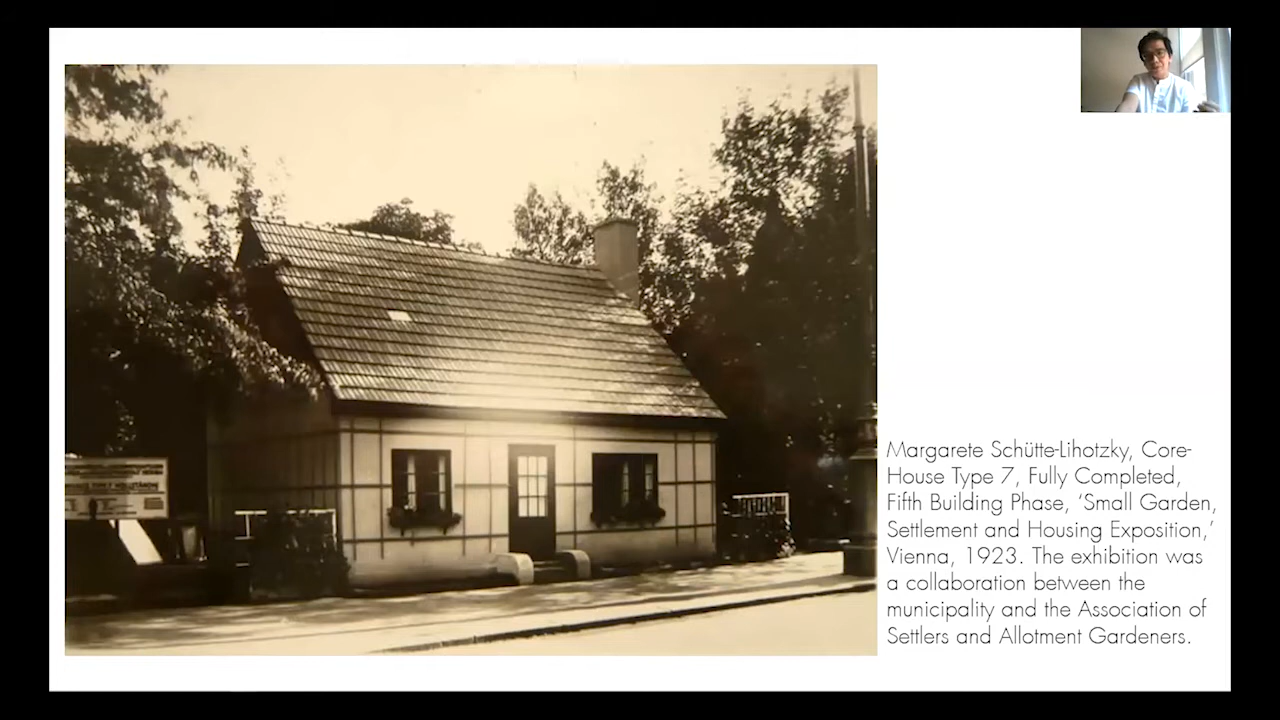 Margarete Schütte-Lihotzky, Core-
House Type 7, Fully Completed,
Fifth Building Phase, ‘Small Garden,
Settlement and Housing Exposition,’
Vienna, 1923. The exhibition was
a collaboration between the
municipality and the Association of
Settlers and Allotment Gardeners.